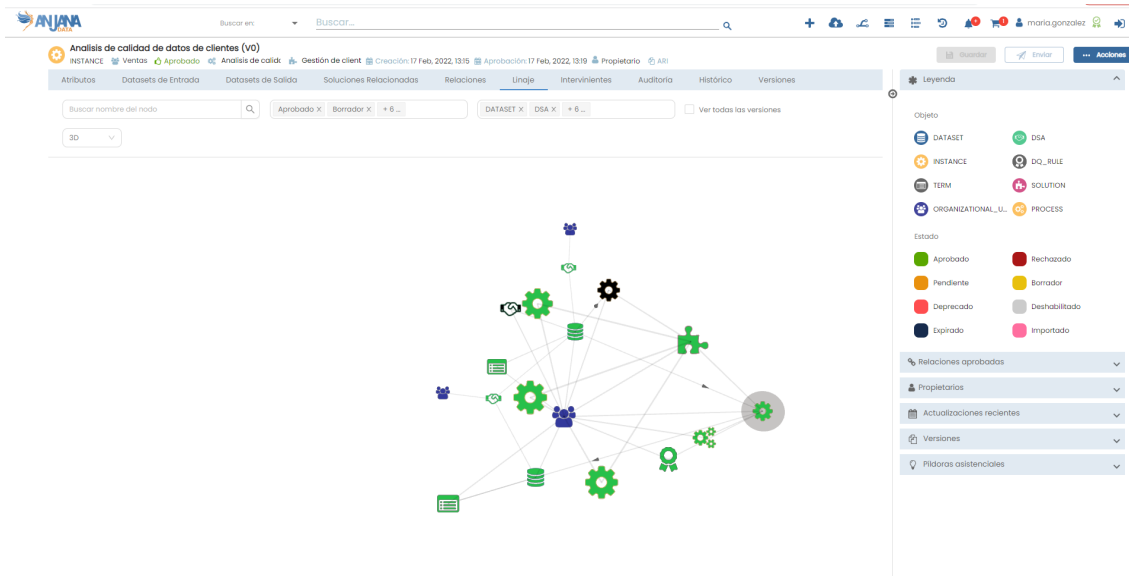 ANJANA
DATA
Buscar en:
Buscar...
maria.gonzalez
Analisis de calidad de datos de clientes (V0)
INSTANCE Ventas Aprobado Analisis de calid Gestión de client Creación: 17 Feb, 2022, 13:15 Aprobación: 17 Feb, 2022, 13:19 Propietario ARI
Guardar Enviar ... Acciones
Atributos Datasets de Entrada Datasets de Salida Soluciones Relacionadas Relaciones Linaje Intervinientes Auditoría Histórico Versiones
Buscar nombre del nodo
Aprobado × Borrador × + 6 ...
DATASET × DSA × + 6 ...
Ver todas las versiones
3D
Leyenda
Objeto
DATASET DSA
INSTANCE DQ_RULE
TERM SOLUTION
ORGANIZATIONAL_U... PROCESS
Estado
Aprobado Rechazado
Pendiente Borrador
Deprecado Deshabilitado
Expirado Importado
Relaciones aprobadas
Propietarios
Actualizaciones recientes
Versiones
Píldoras asistenciales